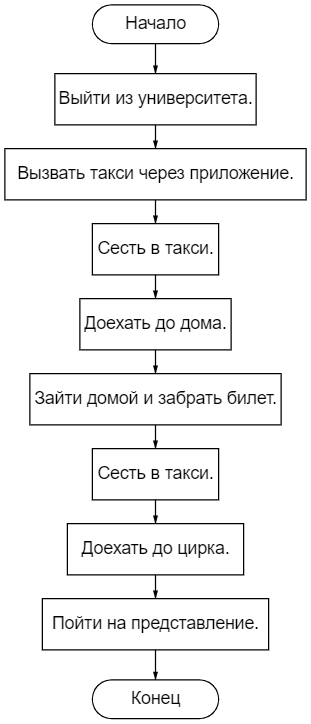 Начало
Выйти из университета.
Вызвать такси через приложение.
Сесть в такси.
Доехать до дома.
Зайти домой и забрать билет.
Сесть в такси.
Доехать до цирка.
Пойти на представление.
Конец